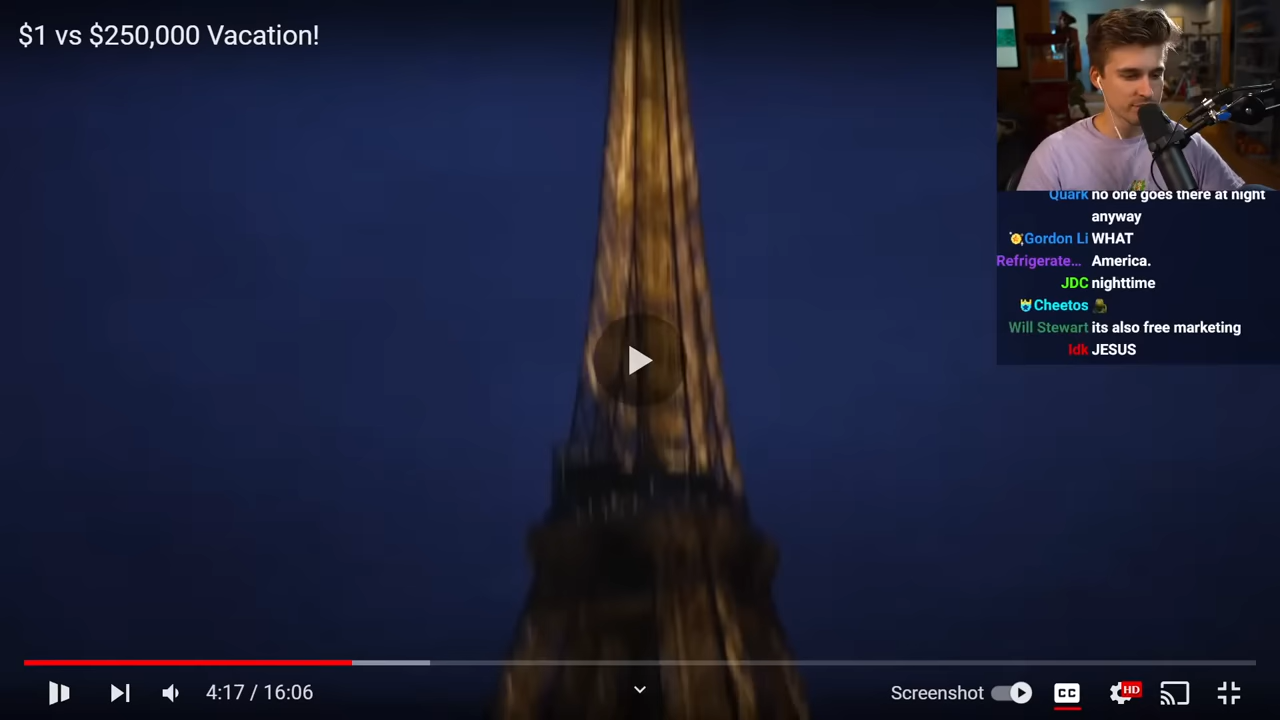 $1 vs $250,000 Vacation!
Quark no one goes there at night
anyway
Gordon Li WHAT
Refrigerate... America.
JDC nighttime
Cheetos
Will Stewart its also free marketing
Idk JESUS
4:17 / 16:06
Screenshot
CC
HD